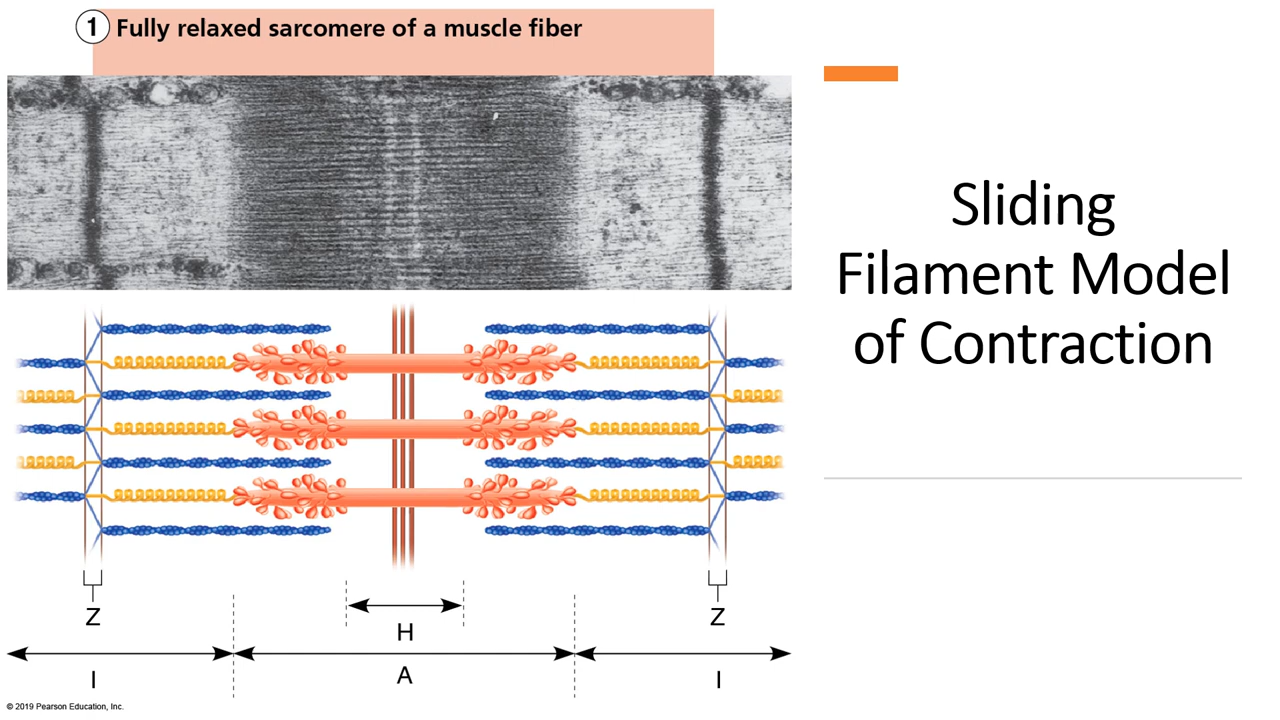 1 Fully relaxed sarcomere of a muscle fiber
Z
Z
H
I
A
I
© 2019 Pearson Education, Inc.
Sliding
Filament Model
of Contraction